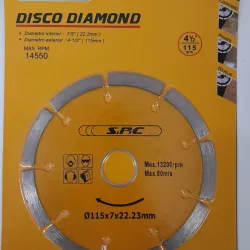 DISCO DIAMOND
• Diametro interior : 7/8" (22.2mm)
• Diametro exterior : 4-1/2" (115mm)
MAX. RPM
14550
4½"
115
S.P.C
Max.13200rpm
Max.80m/s
Ø115x7x22.23mm